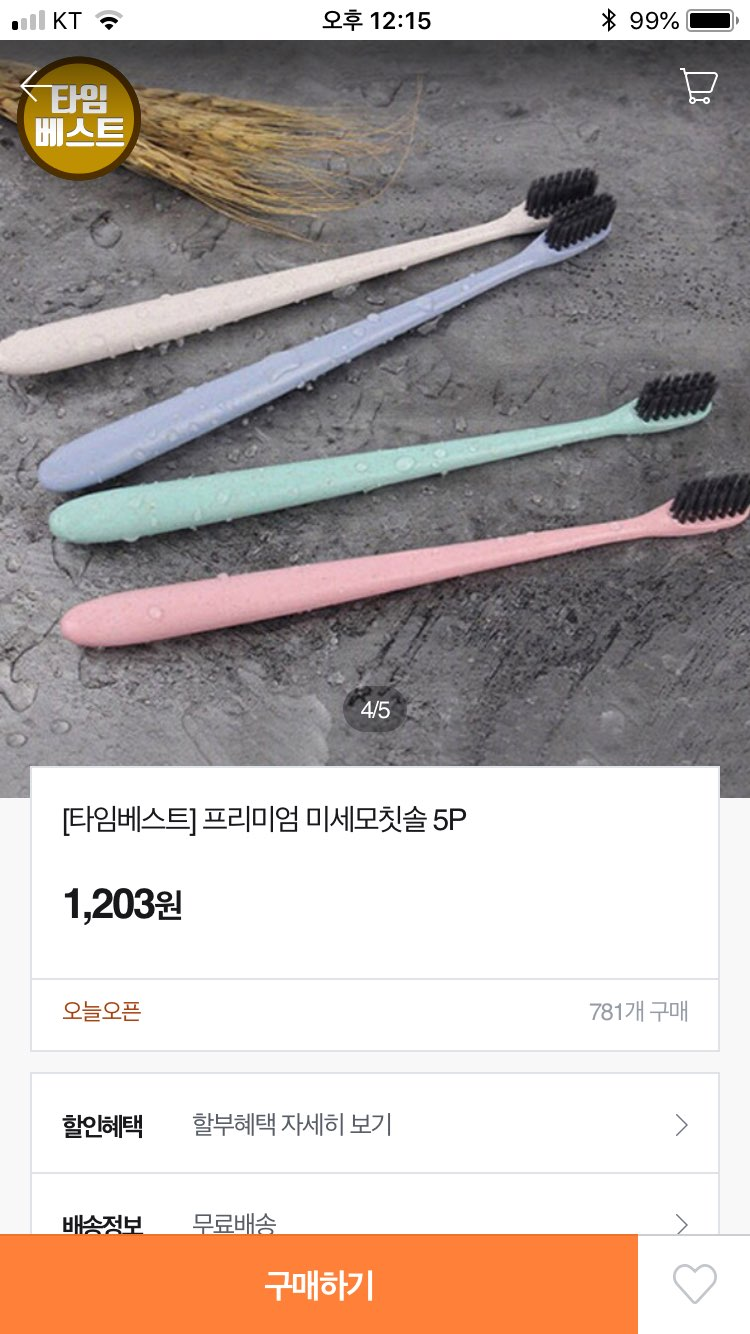 KT 오후 12:15 99%
타임
베스트
4/5
[타임베스트] 프리미엄 미세모칫솔 5P
1,203원
오늘오픈 781개 구매
할인혜택 할부혜택 자세히 보기
배송정보 무료배송
구매하기